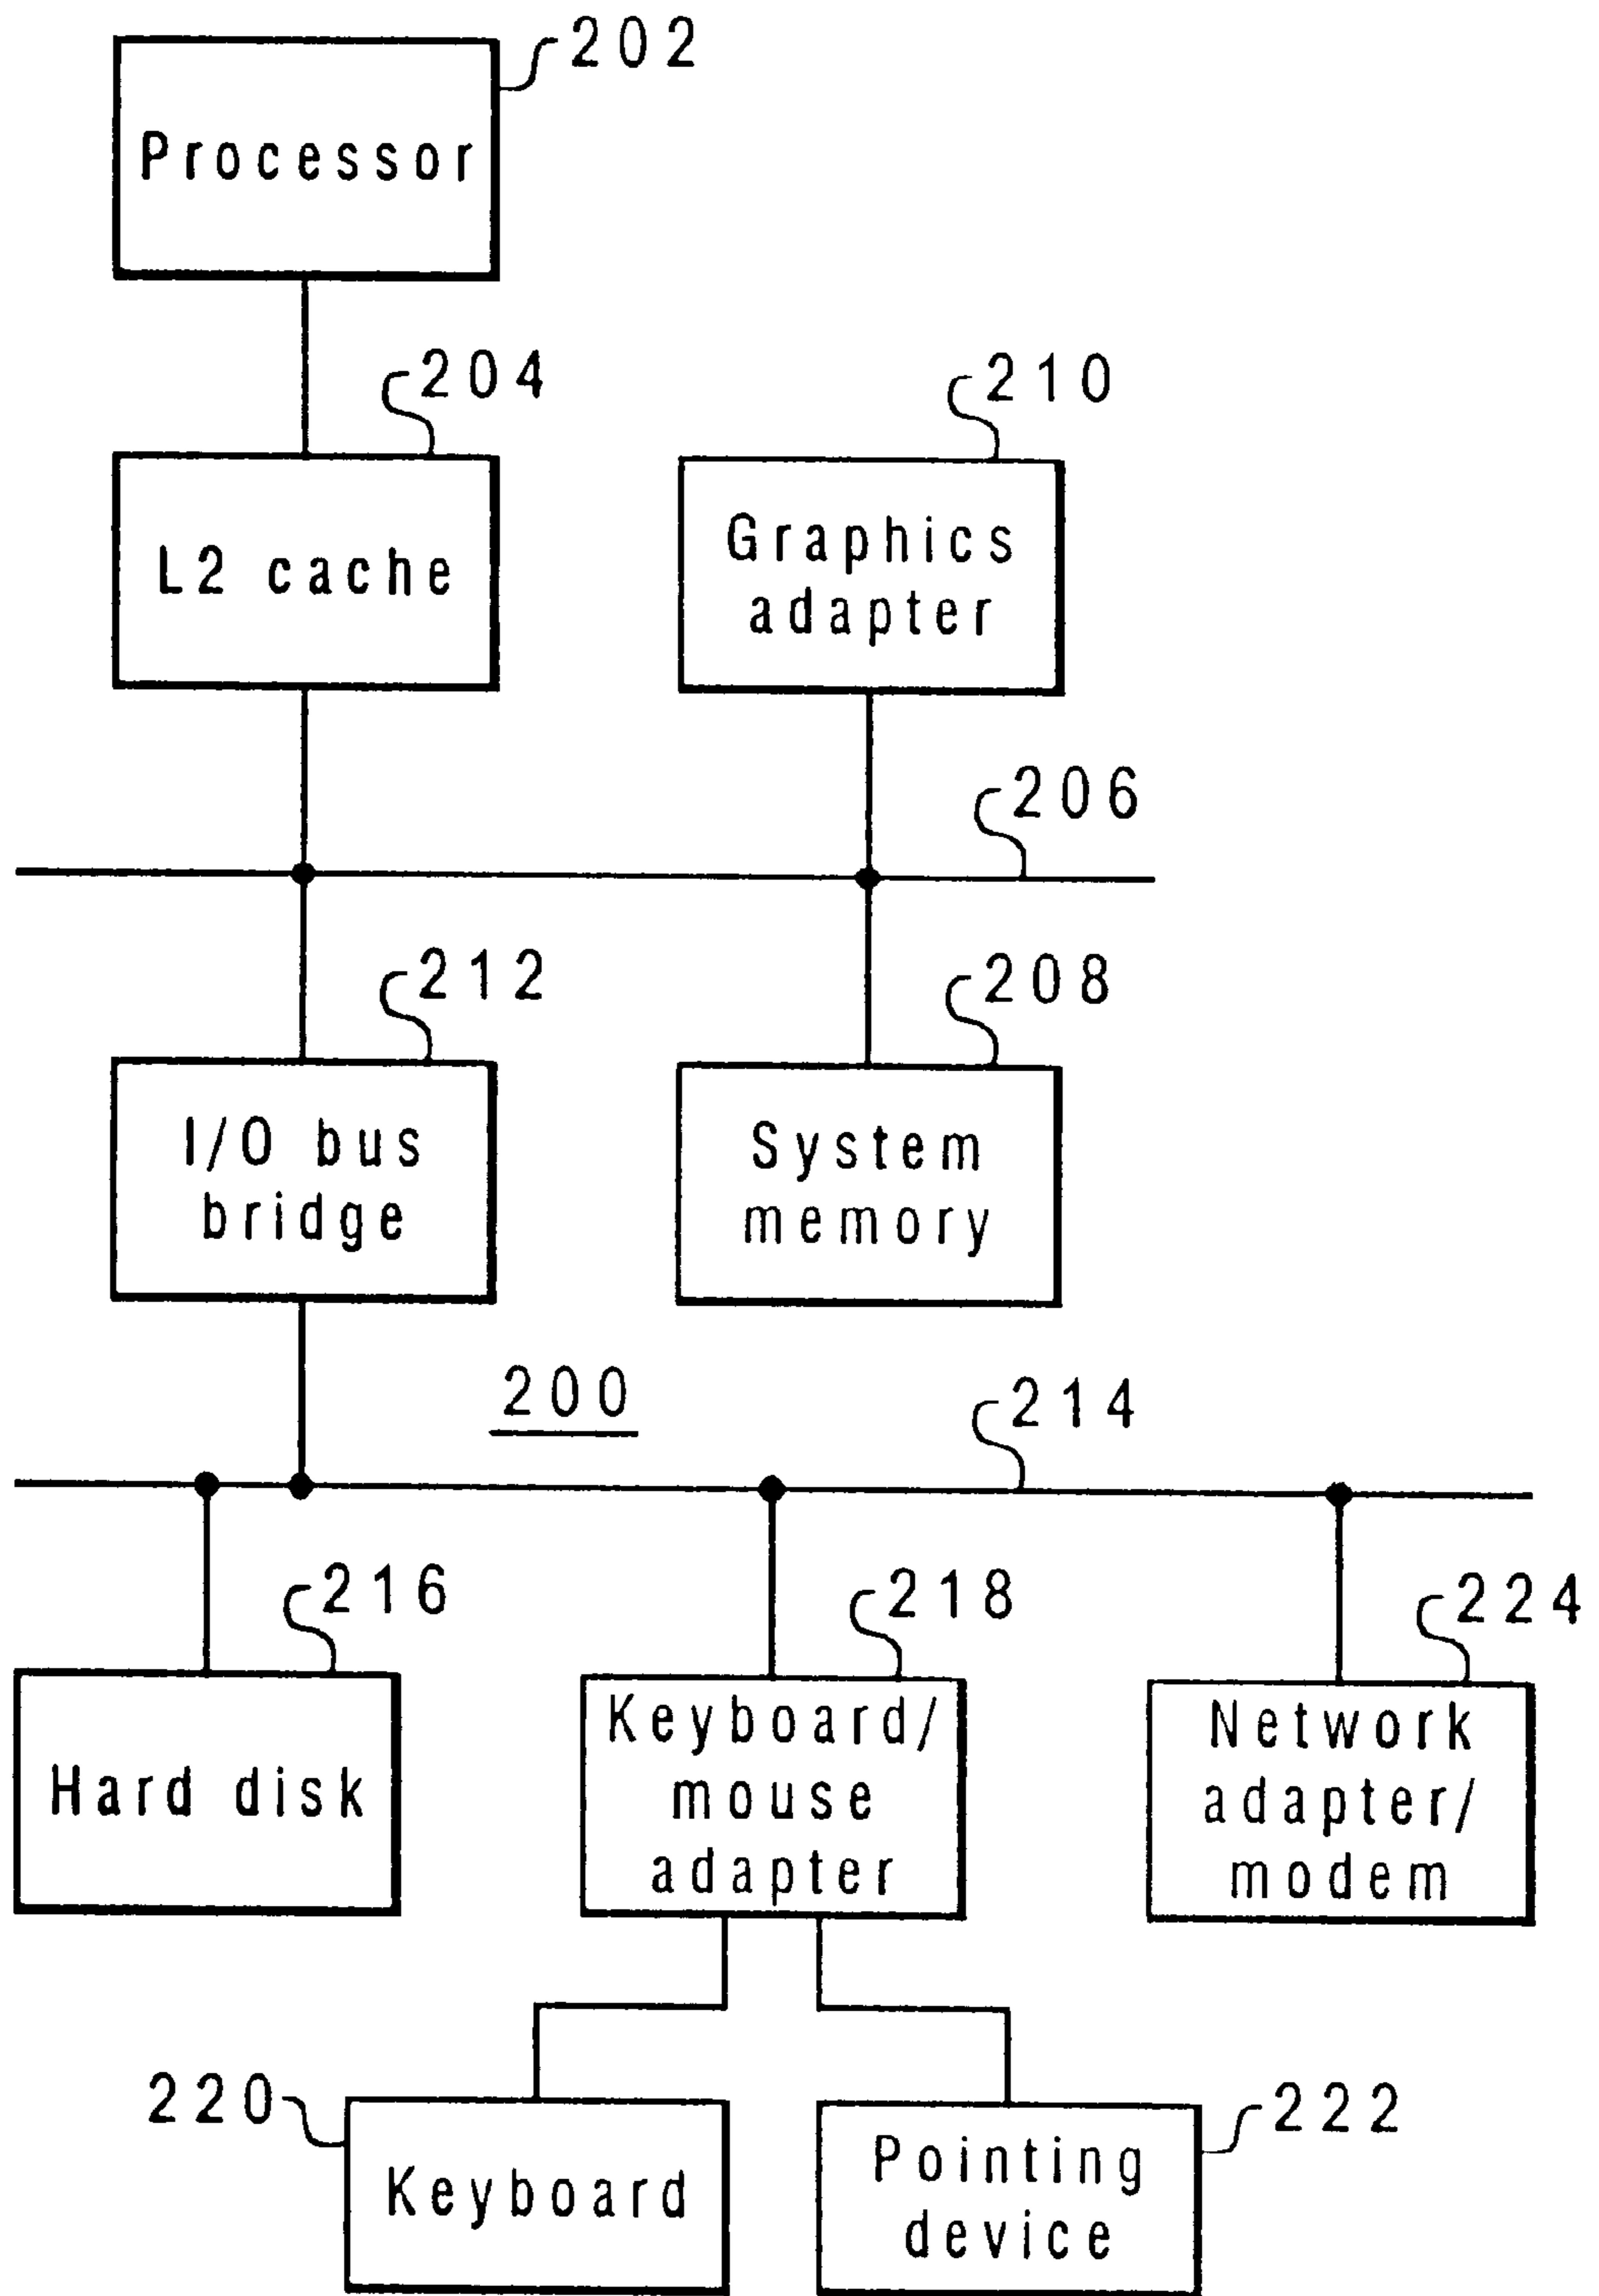 202
Processor
204
210
L2 cache
Graphics
adapter
206
212
208
I/O bus
bridge
System
memory
200
214
216
218
224
Hard disk
Keyboard/
mouse
adapter
Network
adapter/
modem
220
222
Keyboard
Pointing
device